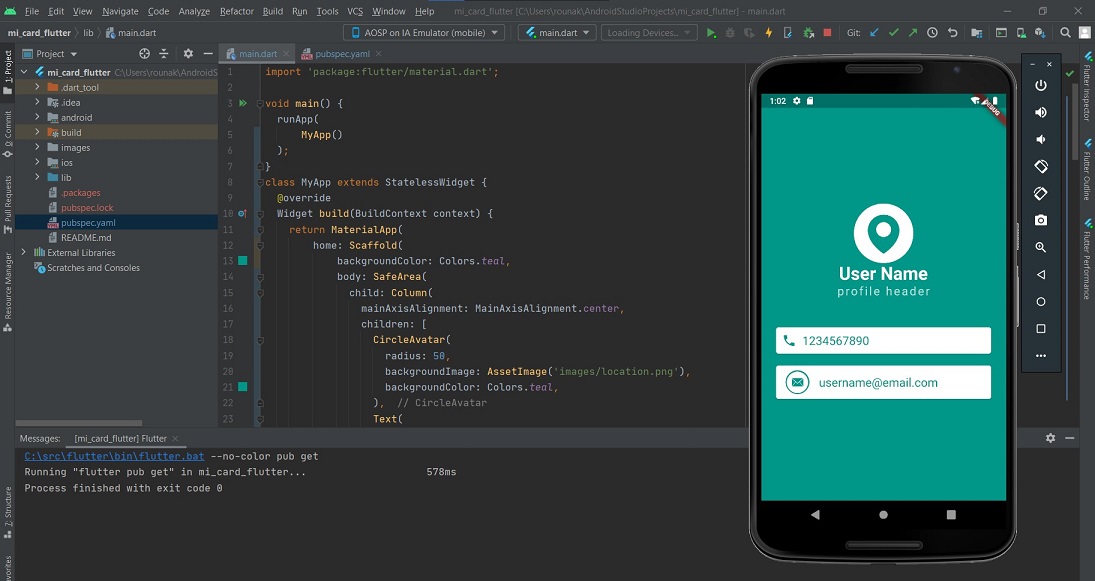 File Edit View Navigate Code Analyze Refactor Build Run Tools VCS Window Help mi_card_flutter [C:\Users\rounak\AndroidStudioProjects\mi_card_flutter] - main.dart
mi_card_flutter lib main.dart AOSP on IA Emulator (mobile) main.dart Loading Devices... Git:
Project main.dart pubspec.yaml
1: Project
Commit
Pull Requests
Resource Manager
7: Structure
mi_card_flutter C:\Users\rounak\AndroidS
.dart_tool
.idea
android
build
images
ios
lib
.packages
pubspec.lock
pubspec.yaml
README.md
External Libraries
Scratches and Consoles
1 import 'package:flutter/material.dart';
2
3 void main() {
4 runApp(
5 MyApp()
6 );
7 }
8 class MyApp extends StatelessWidget {
9 @override
10 Widget build(BuildContext context) {
11 return MaterialApp(
12 home: Scaffold(
13 backgroundColor: Colors.teal,
14 body: SafeArea(
15 child: Column(
16 mainAxisAlignment: MainAxisAlignment.center,
17 children: [
18 CircleAvatar(
19 radius: 50,
20 backgroundImage: AssetImage('images/location.png'),
21 backgroundColor: Colors.teal,
22 ), // CircleAvatar
23 Text(
1:02
DEBUG
User Name
profile header
1234567890
username@email.com
Flutter Inspector
Flutter Outline
Flutter Performance
Messages: [mi_card_flutter] Flutter
C:\src\flutter\bin\flutter.bat --no-color pub get
Running "flutter pub get" in mi_card_flutter... 578ms
Process finished with exit code 0